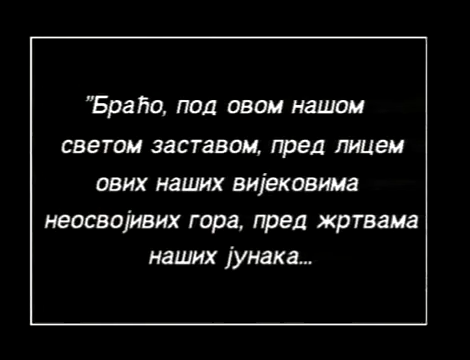 "Браћо, под овом нашом
светом заставом, пред лицем
ових наших вијековима
неосвојивих гора, пред жртвама
наших јунака...